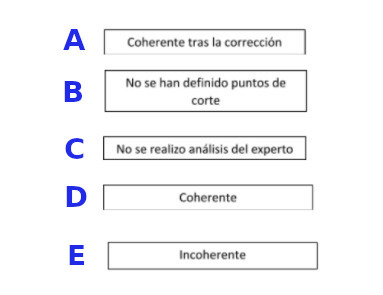 A Coherente tras la corrección
B No se han definido puntos de
corte
C No se realizo análisis del experto
D Coherente
E Incoherente